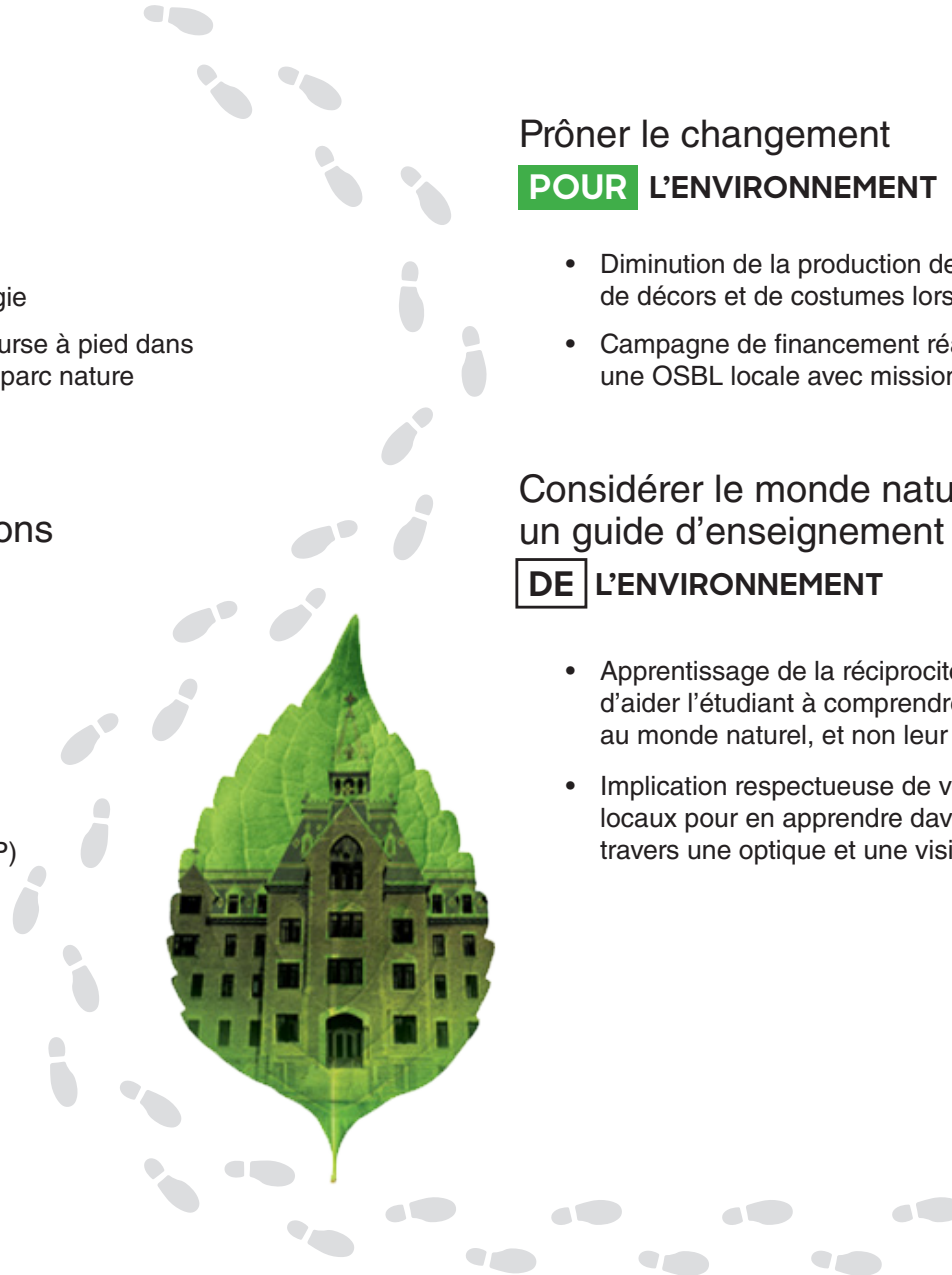 gie
urse à pied dans
parc nature
ons
P)
Prôner le changement
POUR L'ENVIRONNEMENT
• Diminution de la production de
de décors et de costumes lors
• Campagne de financement réa
une OSBL locale avec mission
Considérer le monde natu
un guide d'enseignement
DE L'ENVIRONNEMENT
• Apprentissage de la réciprocité
d'aider l'étudiant à comprendre
au monde naturel, et non leur
• Implication respectueuse de v
locaux pour en apprendre dav
travers une optique et une visi